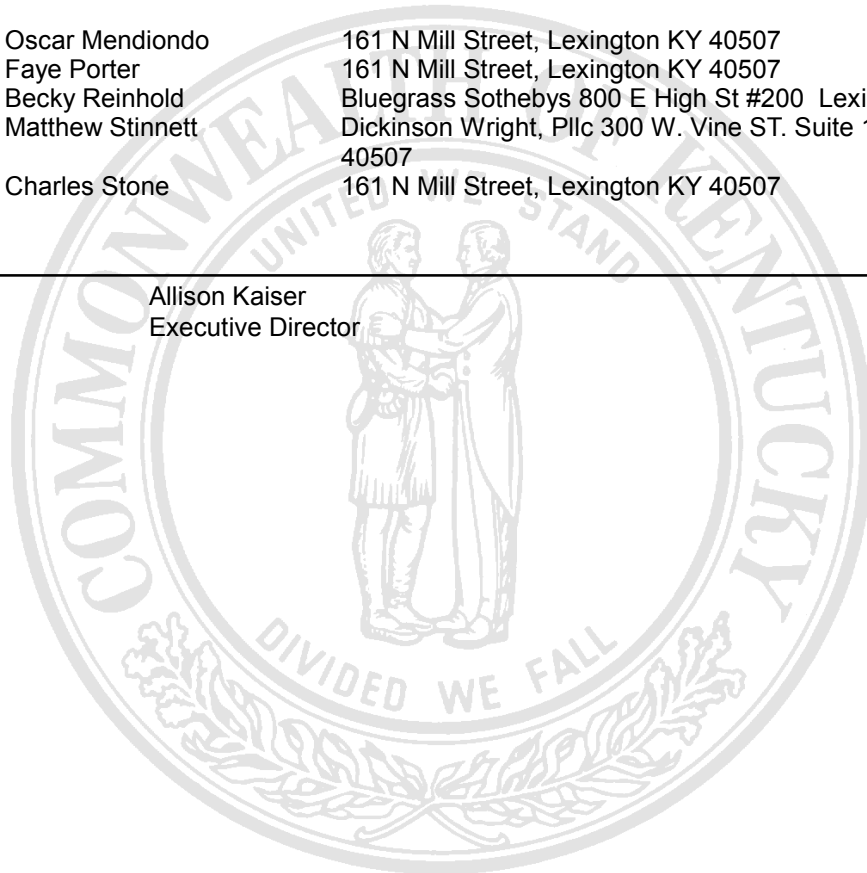 Oscar Mendiondo 161 N Mill Street, Lexington KY 40507
Faye Porter 161 N Mill Street, Lexington KY 40507
Becky Reinhold Bluegrass Sothebys 800 E High St #200 Lexi
Matthew Stinnett Dickinson Wright, Pllc 300 W. Vine ST. Suite 1
40507
Charles Stone 161 N Mill Street, Lexington KY 40507
Allison Kaiser
Executive Director
COMMONWEALTH OF KENTUCKY
UNITED WE STAND
DIVIDED WE FALL